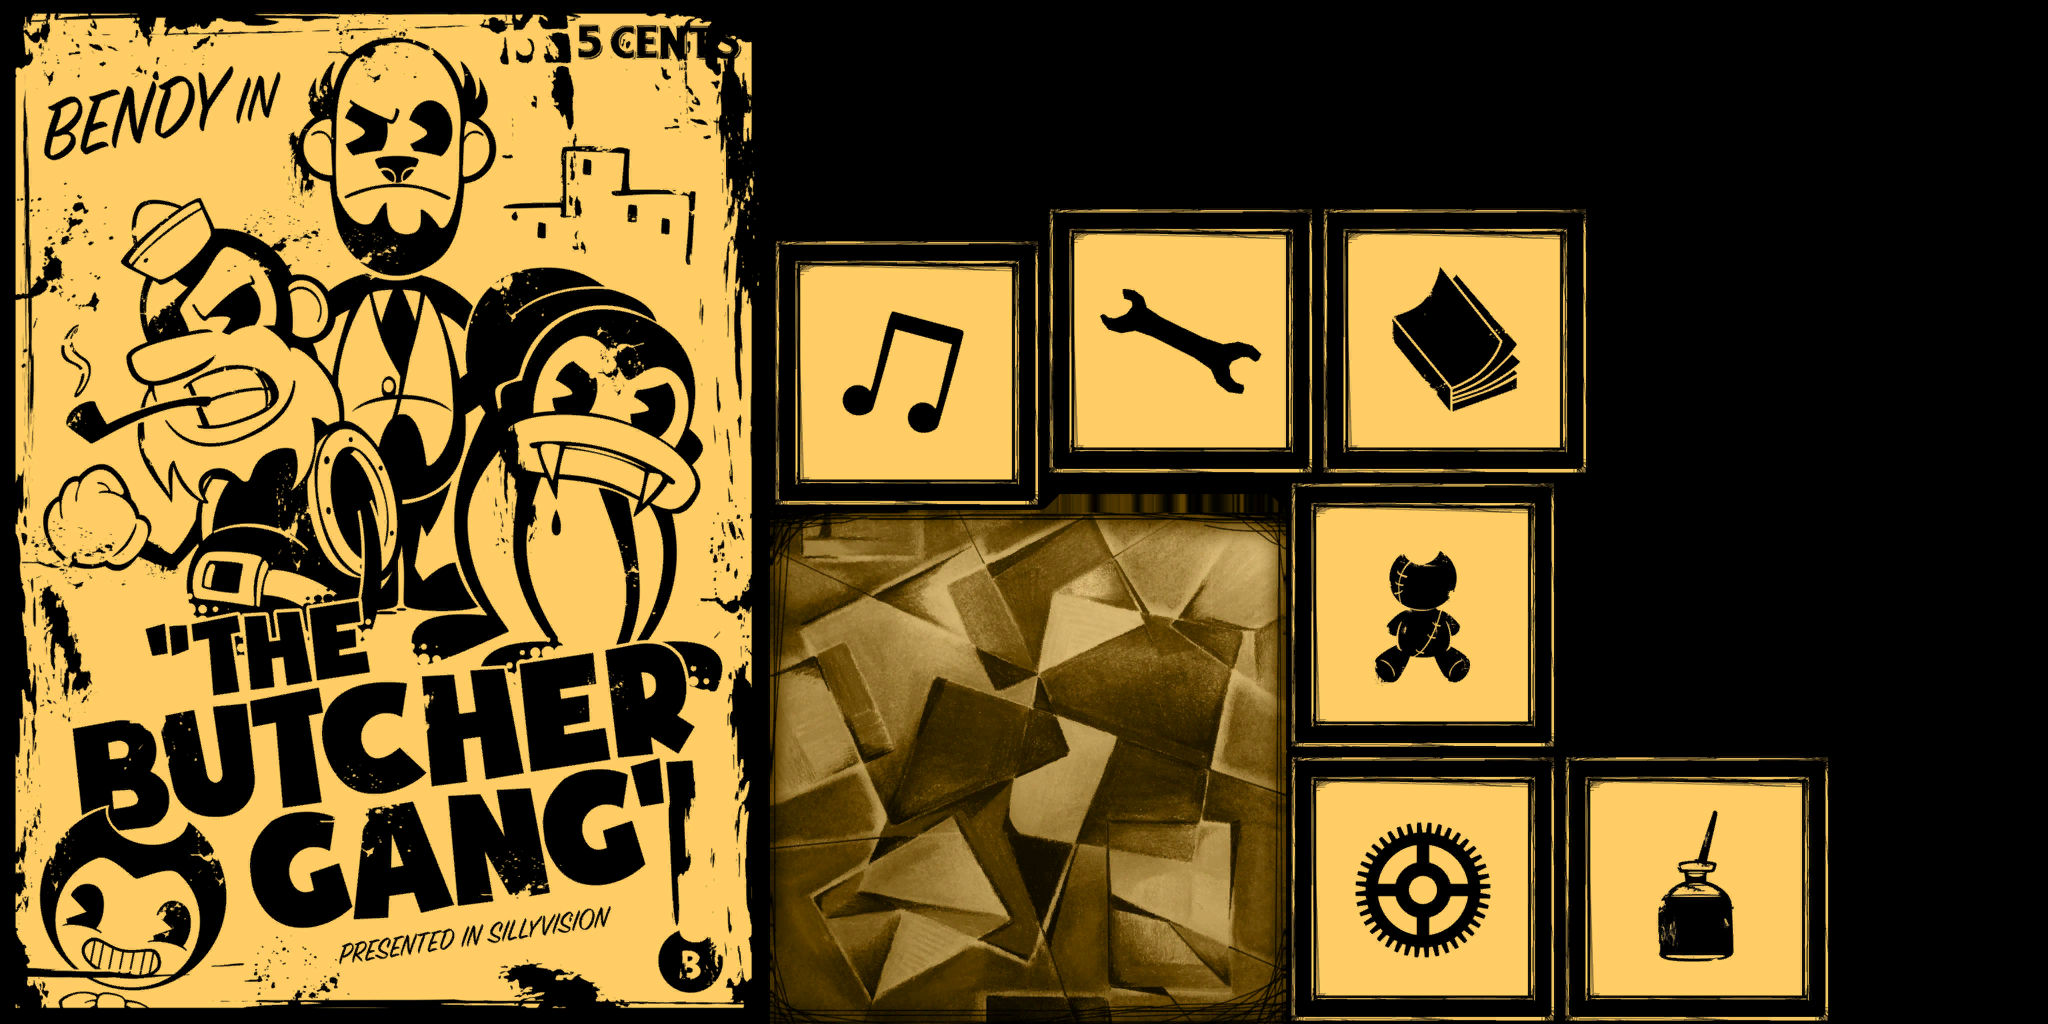 5 CENTS
BENDY IN
"THE
BUTCHER
GANG"
PRESENTED IN SILLYVISION
B